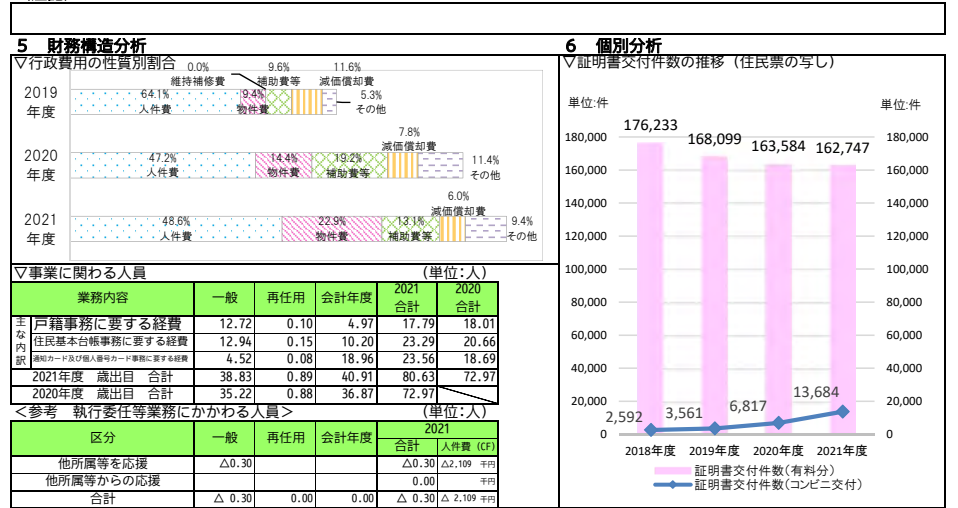 5 財務構造分析
▽行政費用の性質別割合
0.0% 9.6% 11.6%
維持補修費 補助費等 減価償却費
2019
年度
64.1% 9.4% 5.3%
人件費 物件費 その他
7.8%
減価償却費
2020
年度
47.2% 14.4% 19.2% 11.4%
人件費 物件費 補助費等 その他
6.0%
減価償却費
2021
年度
48.6% 22.9% 13.1% 9.4%
人件費 物件費 補助費等 その他
▽事業に関わる人員 (単位:人)
業務内容 一般 再任用 会計年度 2021 合計 2020 合計
主な内訳
戸籍事務に要する経費 12.72 0.10 4.97 17.79 18.01
住民基本台帳事務に要する経費 12.94 0.15 10.20 23.29 20.66
通知カード及び個人番号カード事務に要する経費 4.52 0.08 18.96 23.56 18.69
2021年度 歳出目 合計 38.83 0.89 40.91 80.63 72.97
2020年度 歳出目 合計 35.22 0.88 36.87 72.97
<参考 執行委任等業務にかかわる人員> (単位:人)
区分 一般 再任用 会計年度 2021
合計 人件費 (CF)
他所属等を応援 △0.30 △0.30 △2,109 千円
他所属等からの応援 0.00 千円
合計 △ 0.30 0.00 0.00 △ 0.30 △ 2,109 千円
6 個別分析
▽証明書交付件数の推移(住民票の写し)
単位:件 単位:件
176,233 168,099 163,584 162,747
180,000 180,000
160,000 160,000
140,000 140,000
120,000 120,000
100,000 100,000
80,000 80,000
60,000 60,000
40,000 40,000
20,000 20,000
0 0
2,592 3,561 6,817 13,684
2018年度 2019年度 2020年度 2021年度
証明書交付件数(有料分)
証明書交付件数(コンビニ交付)